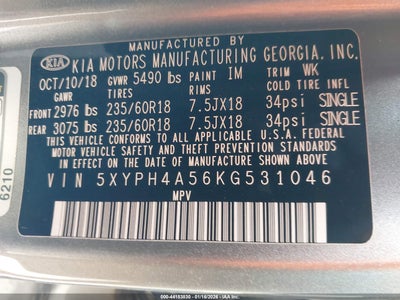 MANUFACTURED BY
KIA KIA MOTORS MANUFACTURING GEORGIA, INC.
OCT/10/18 GVWR 5490 lbs PAINT IM TRIM WK
GAWR TIRES RIMS COLD TIRE INFL
FRONT 2976 lbs 235/60R18 7.5JX18 34psi SINGLE
REAR 3075 lbs 235/60R18 7.5JX18 34psi SINGLE
THIS VEHICLE CONFORMS TO ALL APPLICABLE U.S. FEDERAL
MOTOR VEHICLE SAFETY AND THEFT PREVENTION STANDARDS
IN EFFECT ON THE DATE OF MANUFACTURE SHOWN ABOVE.
VIN 5XYPH4A56KG531046
MPV
6210
000-44153830 - 01/16/2026 - IAA Inc.